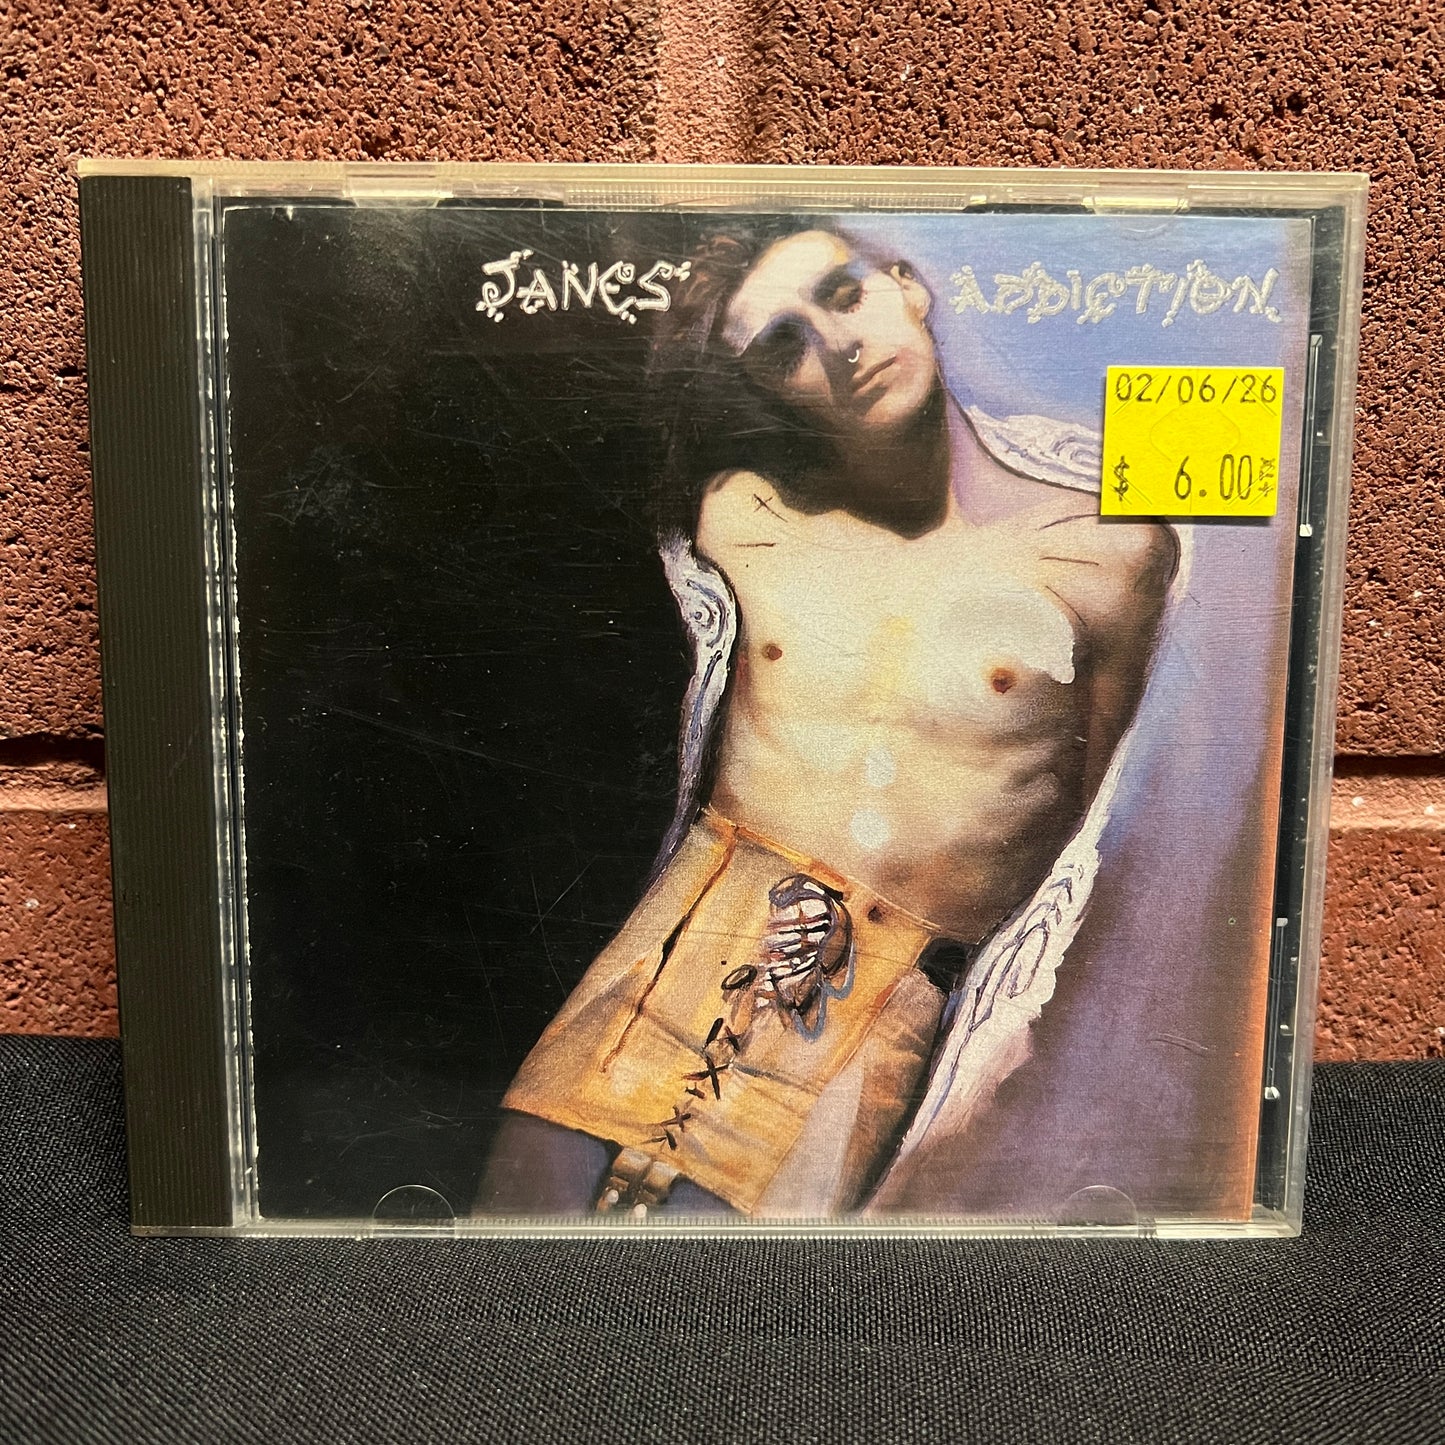 JANES ADDICTION
02/06/26
$ 6.00